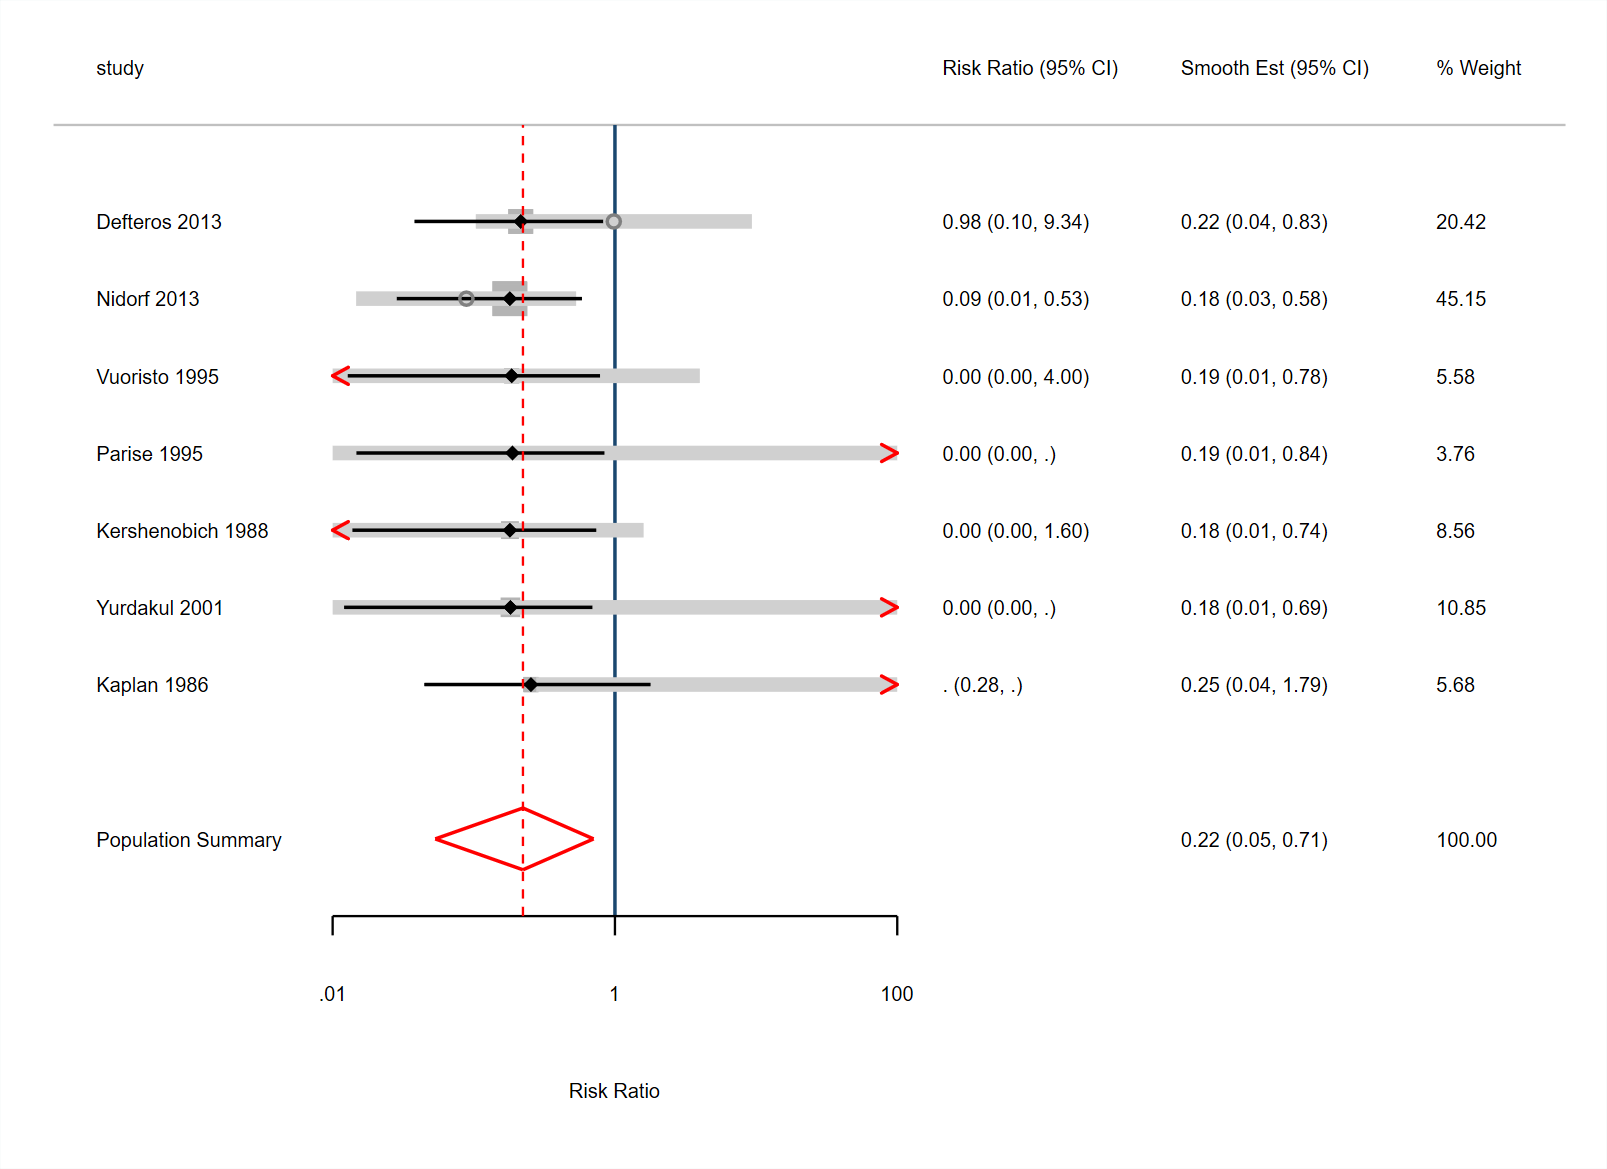 study Risk Ratio (95% CI) Smooth Est (95% CI) % Weight
Defteros 2013 0.98 (0.10, 9.34) 0.22 (0.04, 0.83) 20.42
Nidorf 2013 0.09 (0.01, 0.53) 0.18 (0.03, 0.58) 45.15
Vuoristo 1995 0.00 (0.00, 4.00) 0.19 (0.01, 0.78) 5.58
Parise 1995 0.00 (0.00, .) 0.19 (0.01, 0.84) 3.76
Kershenobich 1988 0.00 (0.00, 1.60) 0.18 (0.01, 0.74) 8.56
Yurdakul 2001 0.00 (0.00, .) 0.18 (0.01, 0.69) 10.85
Kaplan 1986 . (0.28, .) 0.25 (0.04, 1.79) 5.68
Population Summary 0.22 (0.05, 0.71) 100.00
.01 1 100
Risk Ratio